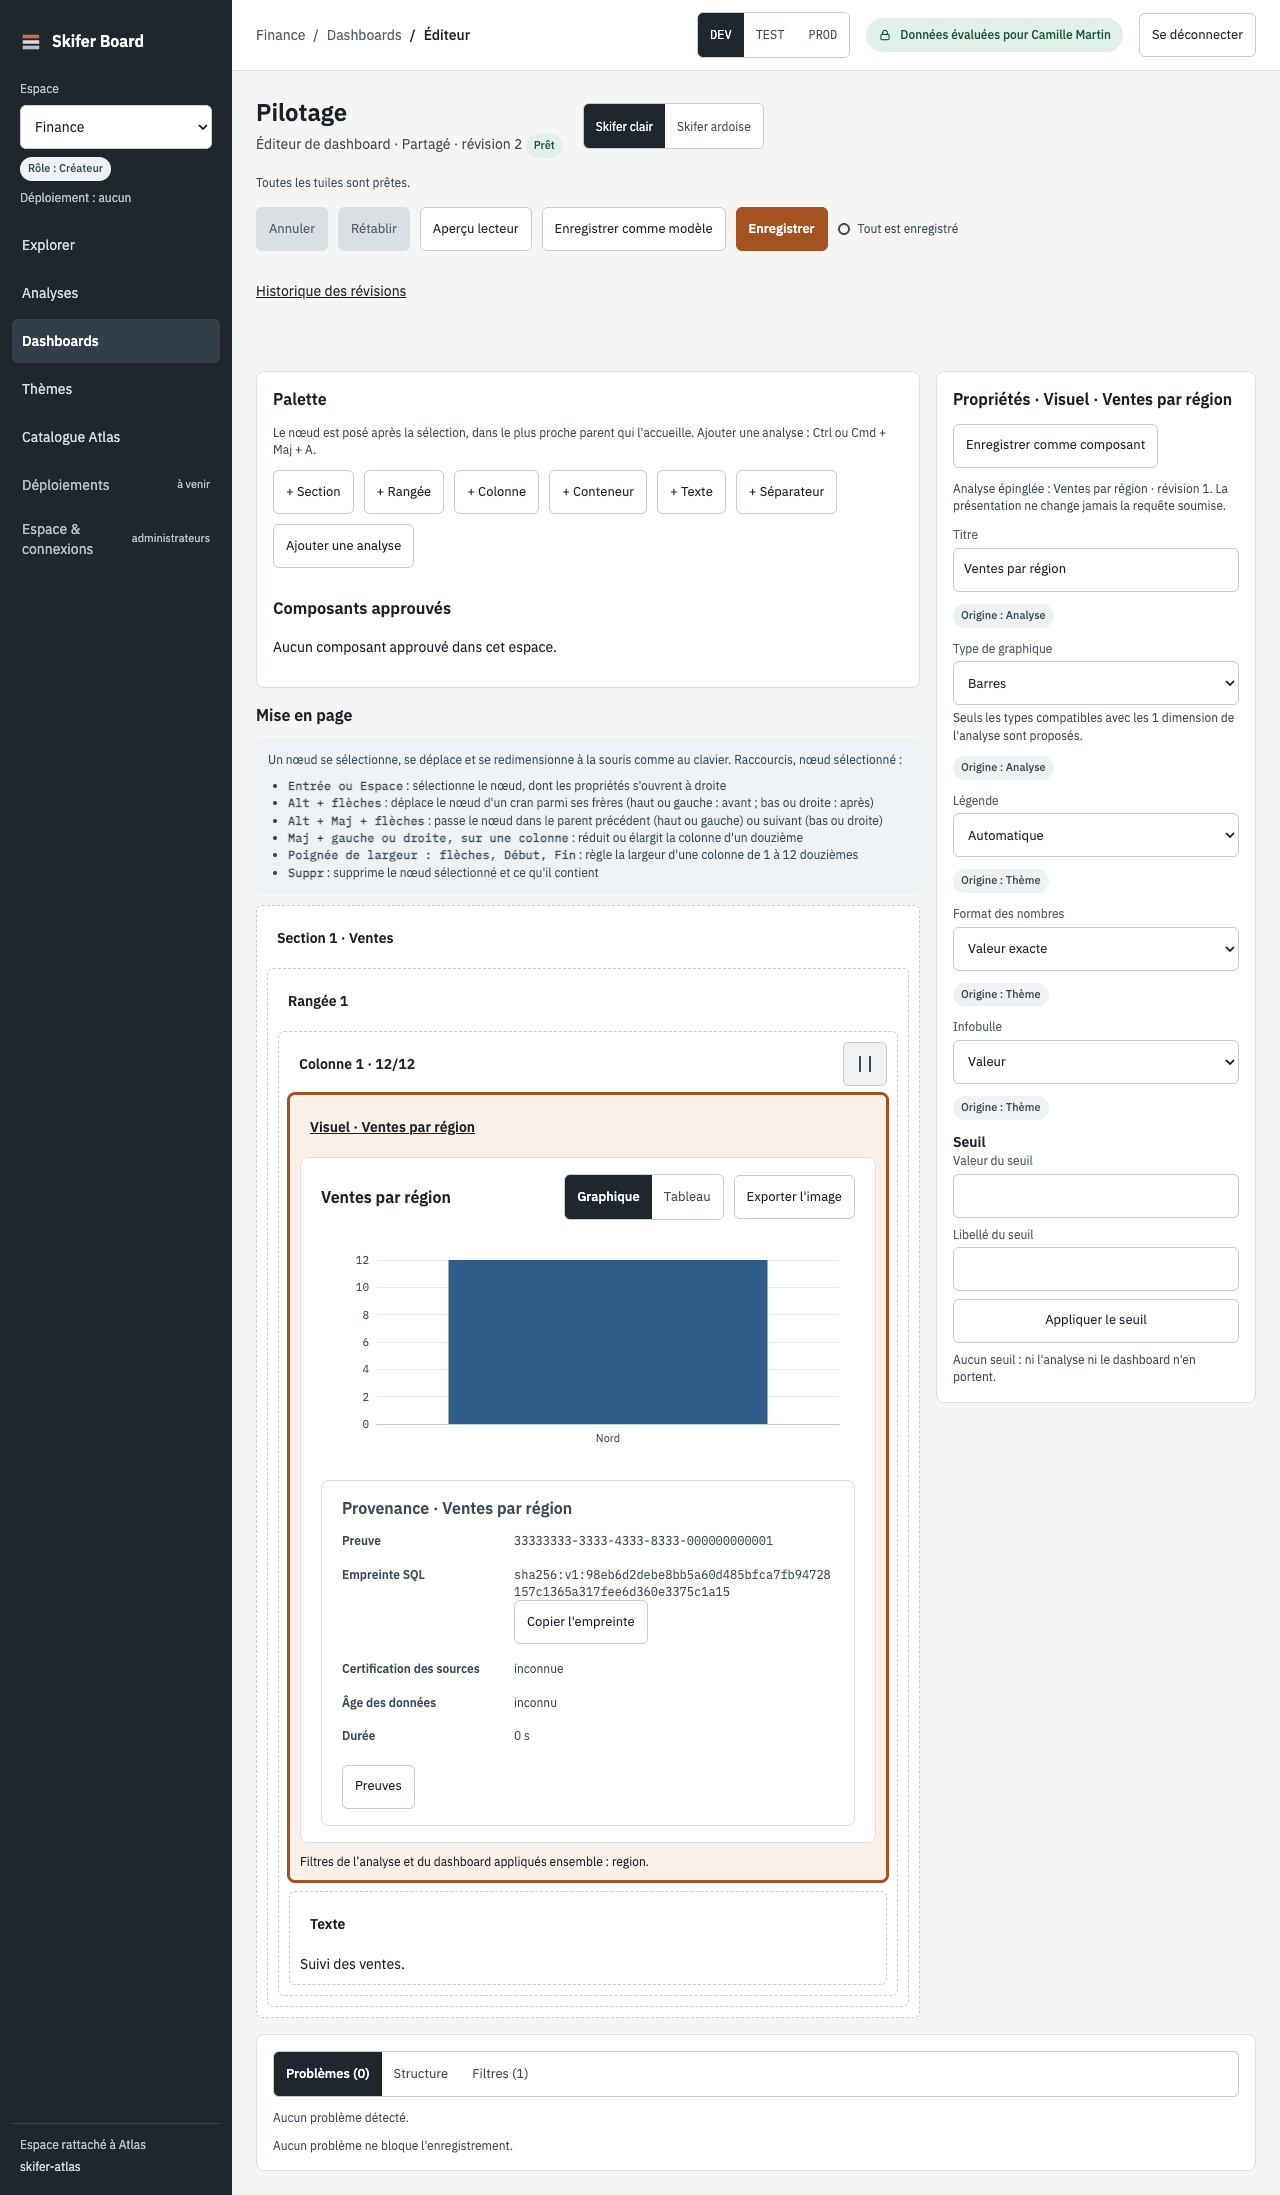 Skifer Board
Espace
Finance
Rôle : Créateur
Déploiement : aucun
Explorer
Analyses
Dashboards
Thèmes
Catalogue Atlas
Déploiements à venir
Espace & connexions administrateurs
Espace rattaché à Atlas
skifer-atlas
Finance / Dashboards / Éditeur
DEV TEST PROD
Données évaluées pour Camille Martin
Se déconnecter
Pilotage
Éditeur de dashboard · Partagé · révision 2 Prêt
Skifer clair Skifer ardoise
Toutes les tuiles sont prêtes.
Annuler Rétablir Aperçu lecteur Enregistrer comme modèle Enregistrer Tout est enregistré
Historique des révisions
Palette
Le nœud est posé après la sélection, dans le plus proche parent qui l'accueille. Ajouter une analyse : Ctrl ou Cmd +
Maj + A.
+ Section + Rangée + Colonne + Conteneur + Texte + Séparateur
Ajouter une analyse
Composants approuvés
Aucun composant approuvé dans cet espace.
Mise en page
Un nœud se sélectionne, se déplace et se redimensionne à la souris comme au clavier. Raccourcis, nœud sélectionné :
• Entrée ou Espace : sélectionne le nœud, dont les propriétés s'ouvrent à droite
• Alt + flèches : déplace le nœud d'un cran parmi ses frères (haut ou gauche : avant ; bas ou droite : après)
• Alt + Maj + flèches : passe le nœud dans le parent précédent (haut ou gauche) ou suivant (bas ou droite)
• Maj + gauche ou droite, sur une colonne : réduit ou élargit la colonne d'un douzième
• Poignée de largeur : flèches, Début, Fin : règle la largeur d'une colonne de 1 à 12 douzièmes
• Suppr : supprime le nœud sélectionné et ce qu'il contient
Section 1 · Ventes
Rangée 1
Colonne 1 · 12/12
Visuel · Ventes par région
Ventes par région
Graphique Tableau Exporter l'image
12
10
8
6
4
2
0
Nord
Provenance · Ventes par région
Preuve 33333333-3333-4333-8333-000000000001
Empreinte SQL sha256:v1:98eb6d2debe8bb5a60d485bfca7fb94728
157c1365a317fee6d360e3375c1a15
Copier l'empreinte
Certification des sources inconnue
Âge des données inconnu
Durée 0 s
Preuves
Filtres de l’analyse et du dashboard appliqués ensemble : region.
Texte
Suivi des ventes.
Propriétés · Visuel · Ventes par région
Enregistrer comme composant
Analyse épinglée : Ventes par région · révision 1. La
présentation ne change jamais la requête soumise.
Titre
Ventes par région
Origine : Analyse
Type de graphique
Barres
Seuls les types compatibles avec les 1 dimension de
l'analyse sont proposés.
Origine : Analyse
Légende
Automatique
Origine : Thème
Format des nombres
Valeur exacte
Origine : Thème
Infobulle
Valeur
Origine : Thème
Seuil
Valeur du seuil
Libellé du seuil
Appliquer le seuil
Aucun seuil : ni l'analyse ni le dashboard n'en
portent.
Problèmes (0) Structure Filtres (1)
Aucun problème détecté.
Aucun problème ne bloque l'enregistrement.